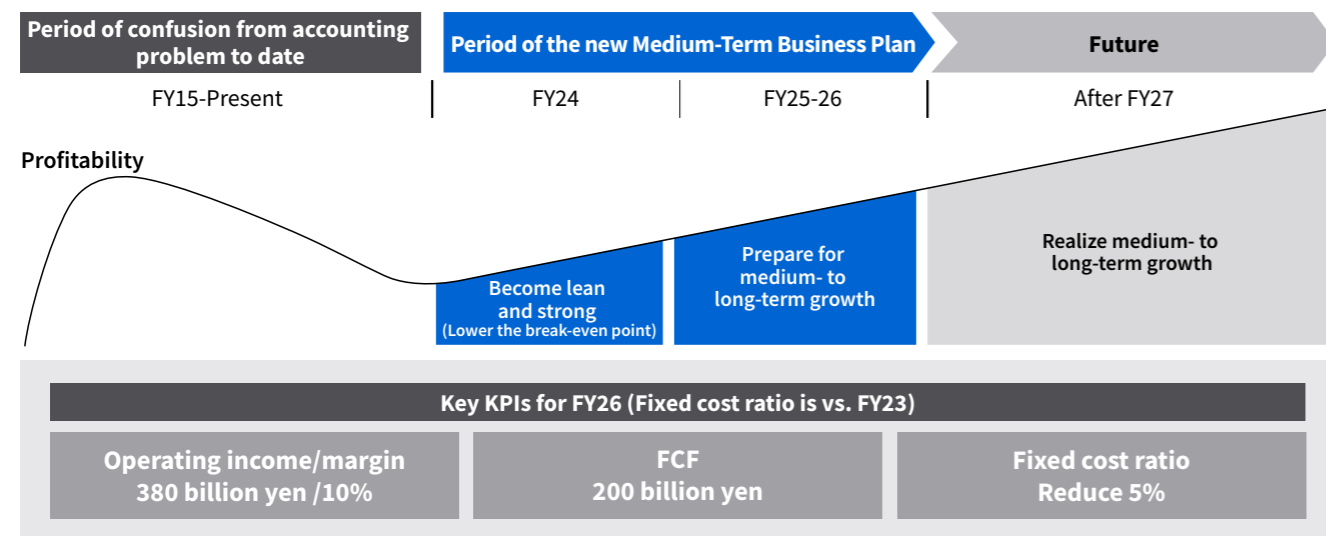 Period of confusion from accounting
problem to date
Period of the new Medium-Term Business Plan
Future
FY15-Present
FY24
FY25-26
After FY27
Profitability
Become lean
and strong
(Lower the break-even point)
Prepare for
medium- to
long-term growth
Realize medium- to
long-term growth
Key KPIs for FY26 (Fixed cost ratio is vs. FY23)
Operating income/margin
380 billion yen /10%
FCF
200 billion yen
Fixed cost ratio
Reduce 5%